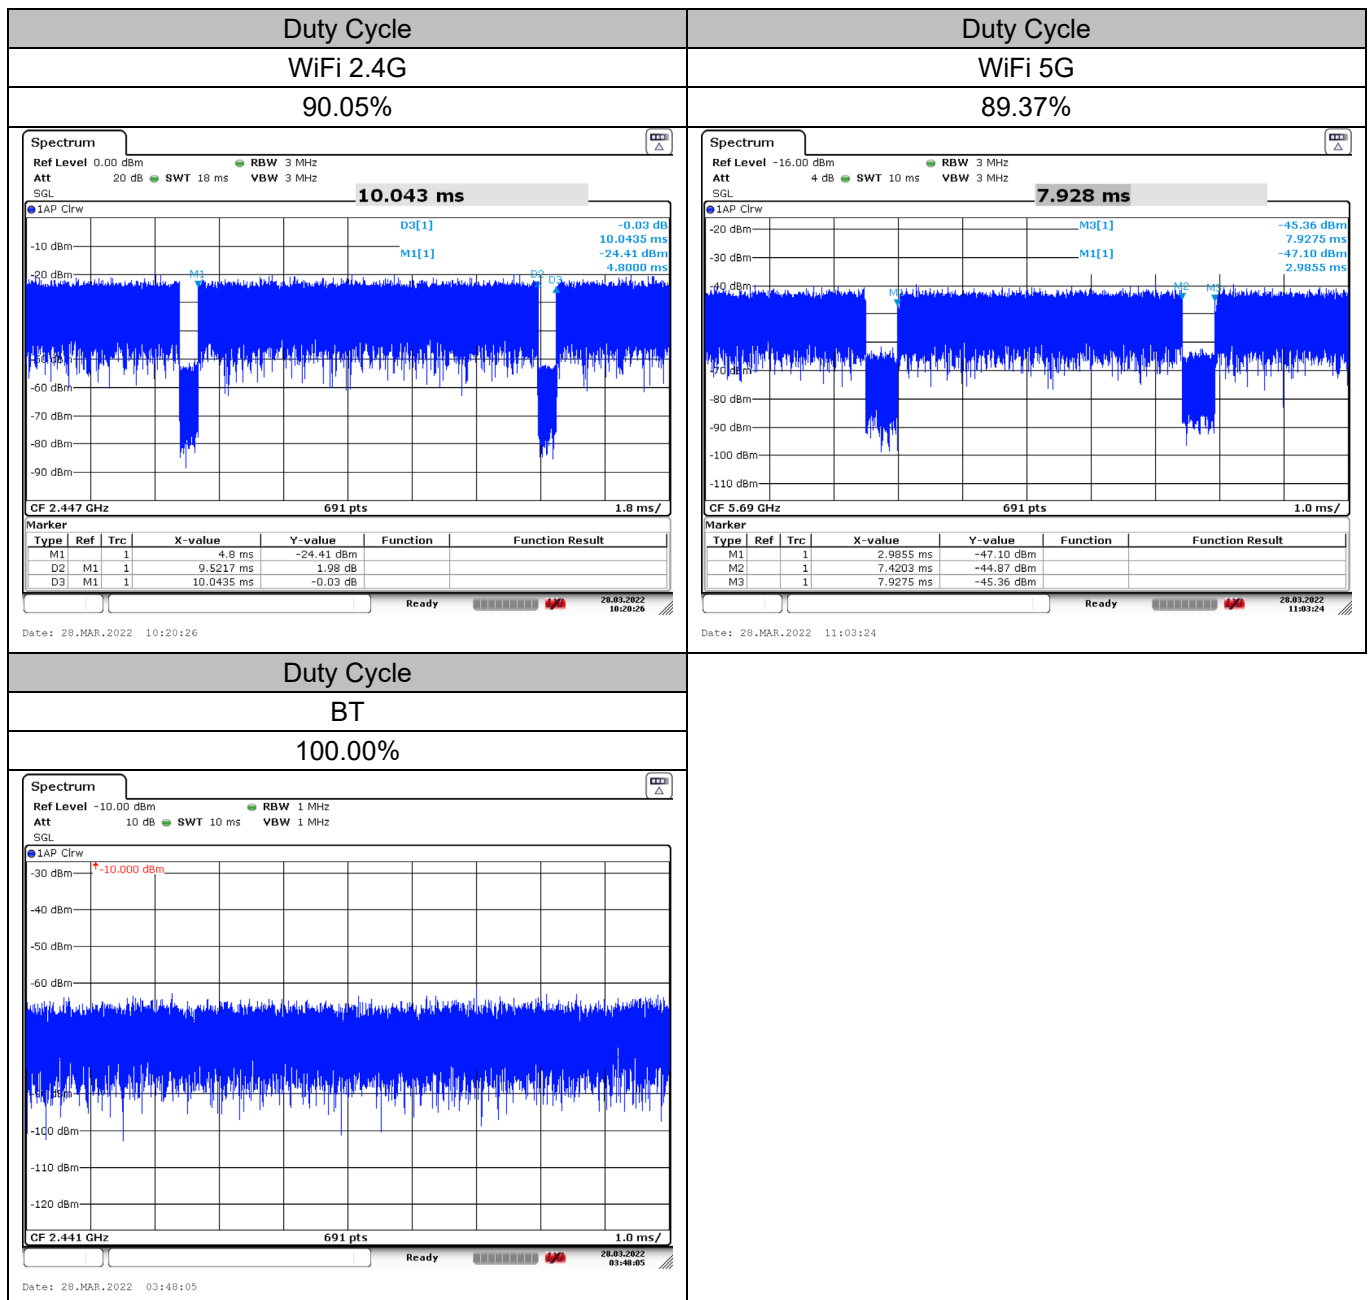 Duty Cycle
WiFi 2.4G
90.05%
Spectrum
Ref Level 0.00 dBm RBW 3 MHz
Att 20 dB SWT 18 ms VBW 3 MHz
SGL
10.043 ms
1AP Clrw
D3[1] -0.03 dB
10.0435 ms
-10 dBm
M1[1] -24.41 dBm
4.8000 ms
-20 dBm
M1 D2 D3
-60 dBm
-70 dBm
-80 dBm
-90 dBm
CF 2.447 GHz 691 pts 1.8 ms/
Marker
Type Ref Trc X-value Y-value Function Function Result
M1 1 4.8 ms -24.41 dBm
D2 M1 1 9.5217 ms 1.98 dB
D3 M1 1 10.0435 ms -0.03 dB
Ready 28.03.2022
10:20:26
Date: 28.MAR.2022 10:20:26
Duty Cycle
WiFi 5G
89.37%
Spectrum
Ref Level -16.00 dBm RBW 3 MHz
Att 4 dB SWT 10 ms VBW 3 MHz
SGL
7.928 ms
1AP Clrw
-20 dBm M3[1] -45.36 dBm
7.9275 ms
-30 dBm M1[1] -47.10 dBm
2.9855 ms
-40 dBm
M2 M3
-80 dBm
-90 dBm
-100 dBm
-110 dBm
CF 5.69 GHz 691 pts 1.0 ms/
Marker
Type Ref Trc X-value Y-value Function Function Result
M1 1 2.9855 ms -47.10 dBm
M2 1 7.4203 ms -44.87 dBm
M3 1 7.9275 ms -45.36 dBm
Ready 28.03.2022
11:03:24
Date: 28.MAR.2022 11:03:24
Duty Cycle
BT
100.00%
Spectrum
Ref Level -10.00 dBm RBW 1 MHz
Att 10 dB SWT 10 ms VBW 1 MHz
SGL
1AP Clrw
-10.000 dBm
-30 dBm
-40 dBm
-50 dBm
-60 dBm
-100 dBm
-110 dBm
-120 dBm
CF 2.441 GHz 691 pts 1.0 ms/
Ready 28.03.2022
03:48:05
Date: 28.MAR.2022 03:48:05